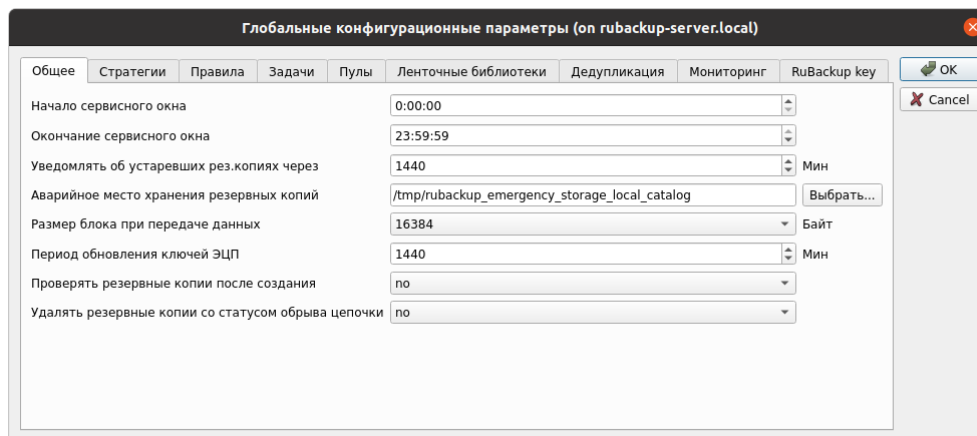 Глобальные конфигурационные параметры (on rubackup-server.local)
Общее Стратегии Правила Задачи Пулы Ленточные библиотеки Дедупликация Мониторинг RuBackup key OK
Cancel
Начало сервисного окна 0:00:00
Окончание сервисного окна 23:59:59
Уведомлять об устаревших рез.копиях через 1440 Мин
Аварийное место хранения резервных копий /tmp/rubackup_emergency_storage_local_catalog Выбрать...
Размер блока при передаче данных 16384 Байт
Период обновления ключей ЭЦП 1440 Мин
Проверять резервные копии после создания no
Удалять резервные копии со статусом обрыва цепочки no